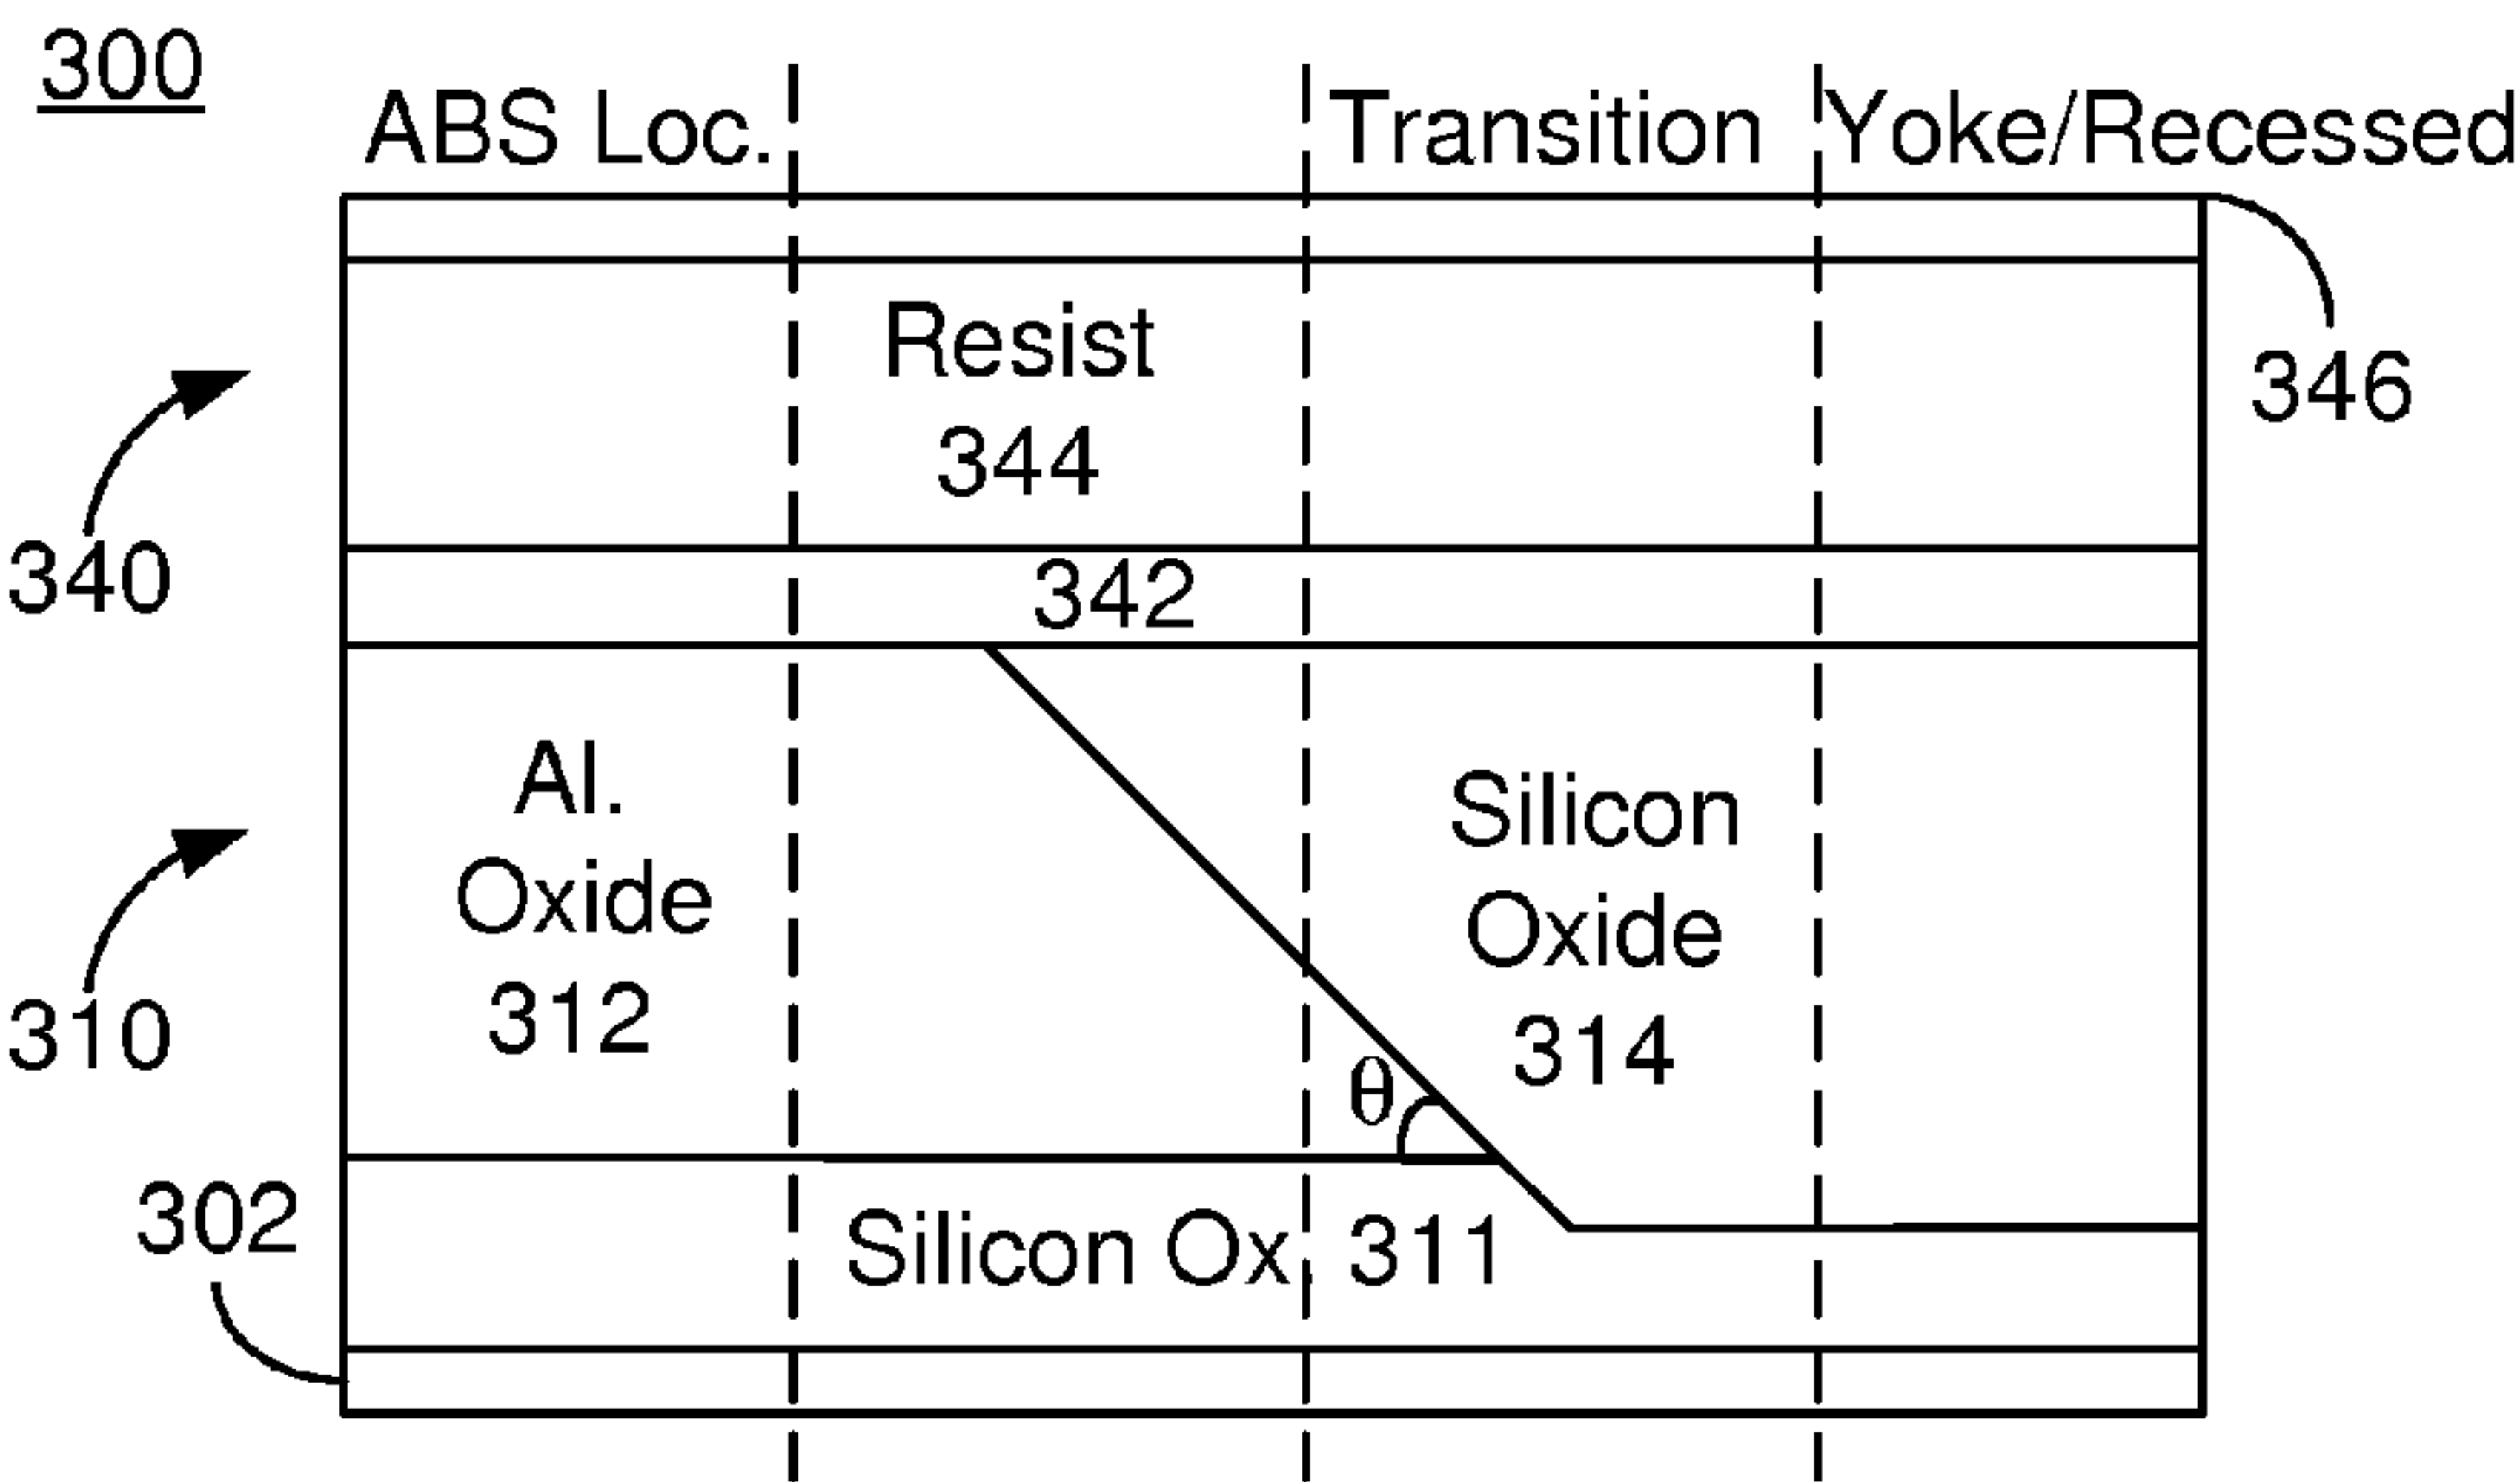 300
ABS Loc.
Transition
Yoke/Recessed
Resist
344
346
340
342
Al.
Oxide
312
Silicon
Oxide
314
310
θ
302
Silicon Ox. 311